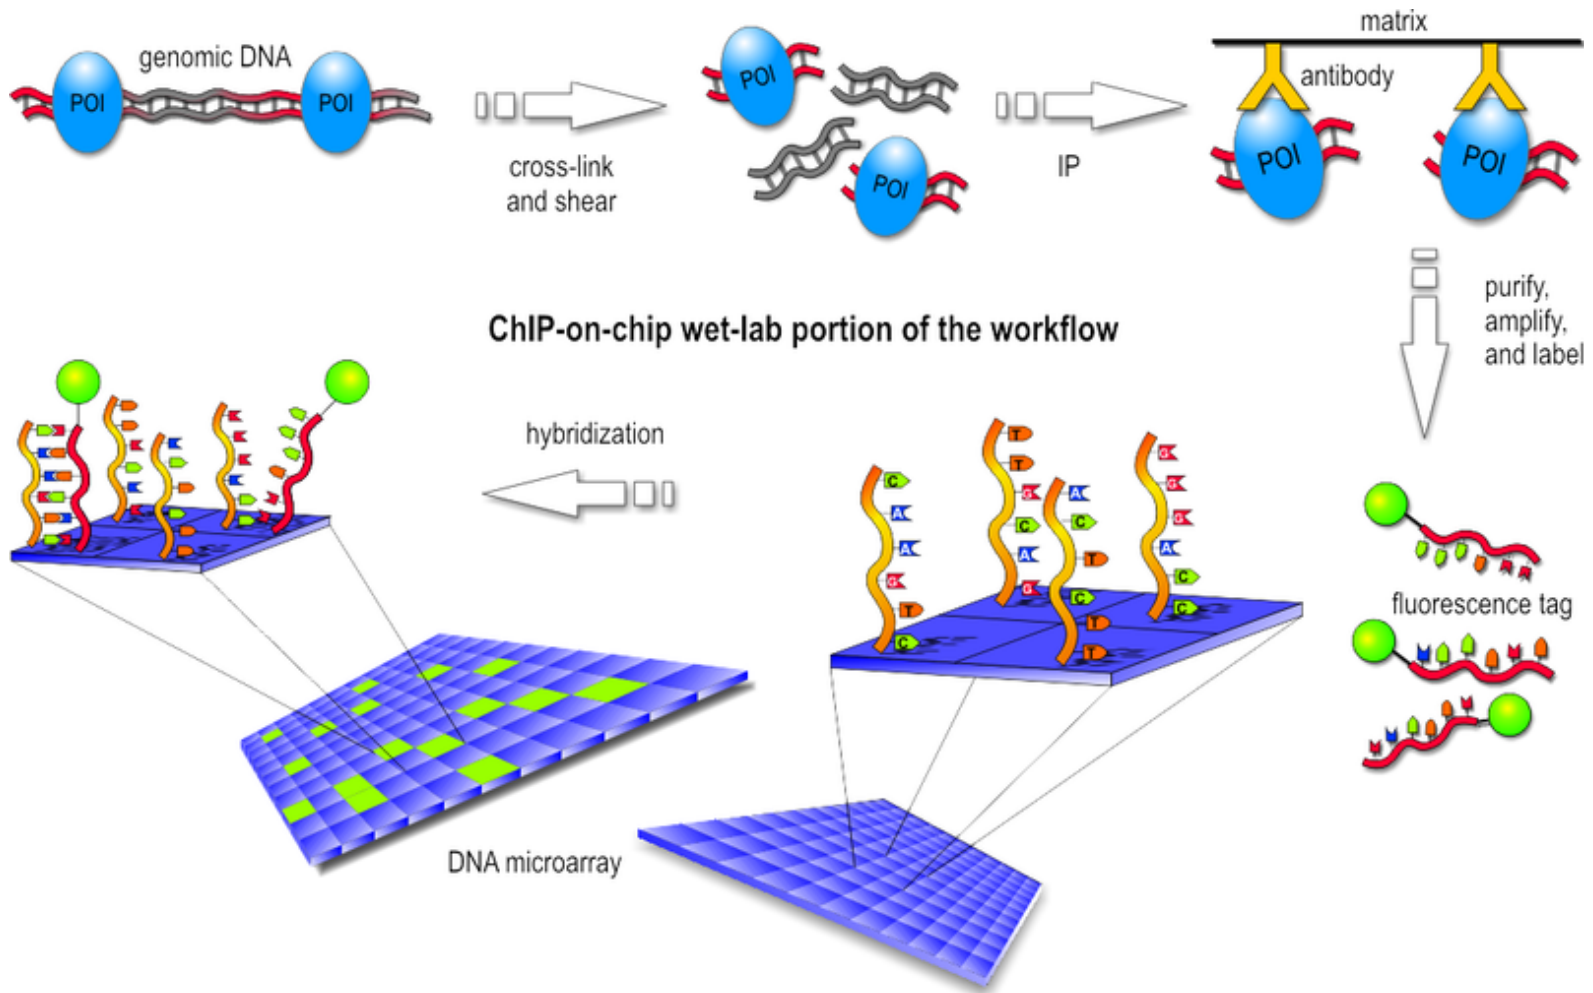 genomic DNA
POI
POI
cross-link
and shear
POI
POI
IP
matrix
antibody
POI
POI
purify,
amplify,
and label
ChIP-on-chip wet-lab portion of the workflow
hybridization
C
A
A
G
T
C
T
T
G
C
A
G
A
C
T
C
T
T
G
G
G
A
C
C
fluorescence tag
DNA microarray